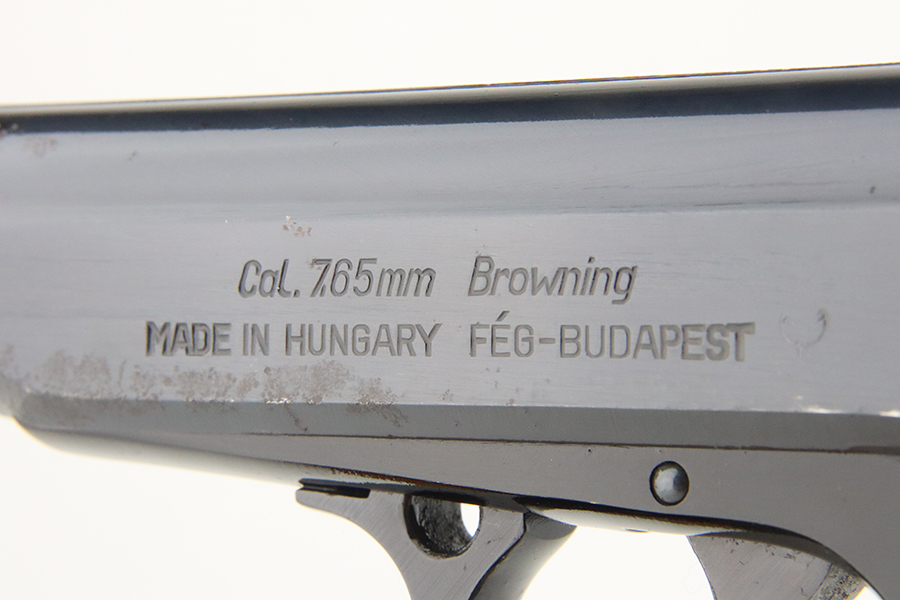 Cal. 7,65mm Browning
MADE IN HUNGARY FÉG-BUDAPEST